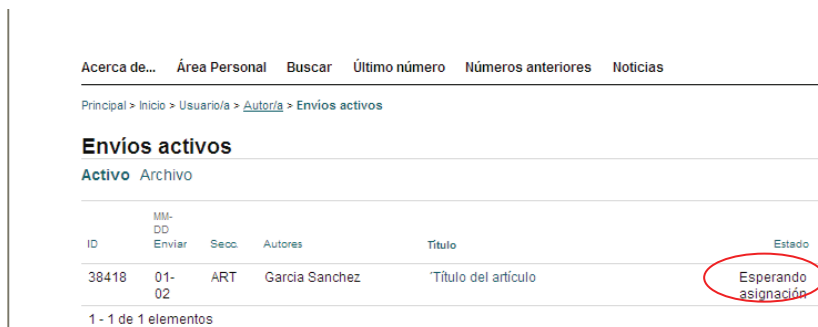 Acerca de... Área Personal Buscar Último número Números anteriores Noticias
Principal > Inicio > Usuario/a > Autor/a > Envíos activos
Envíos activos
Activo Archivo
MM-
DD
ID Enviar Secc. Autores Título Estado
38418 01- ART Garcia Sanchez 'Título del artículo Esperando
02 asignación
1 - 1 de 1 elementos